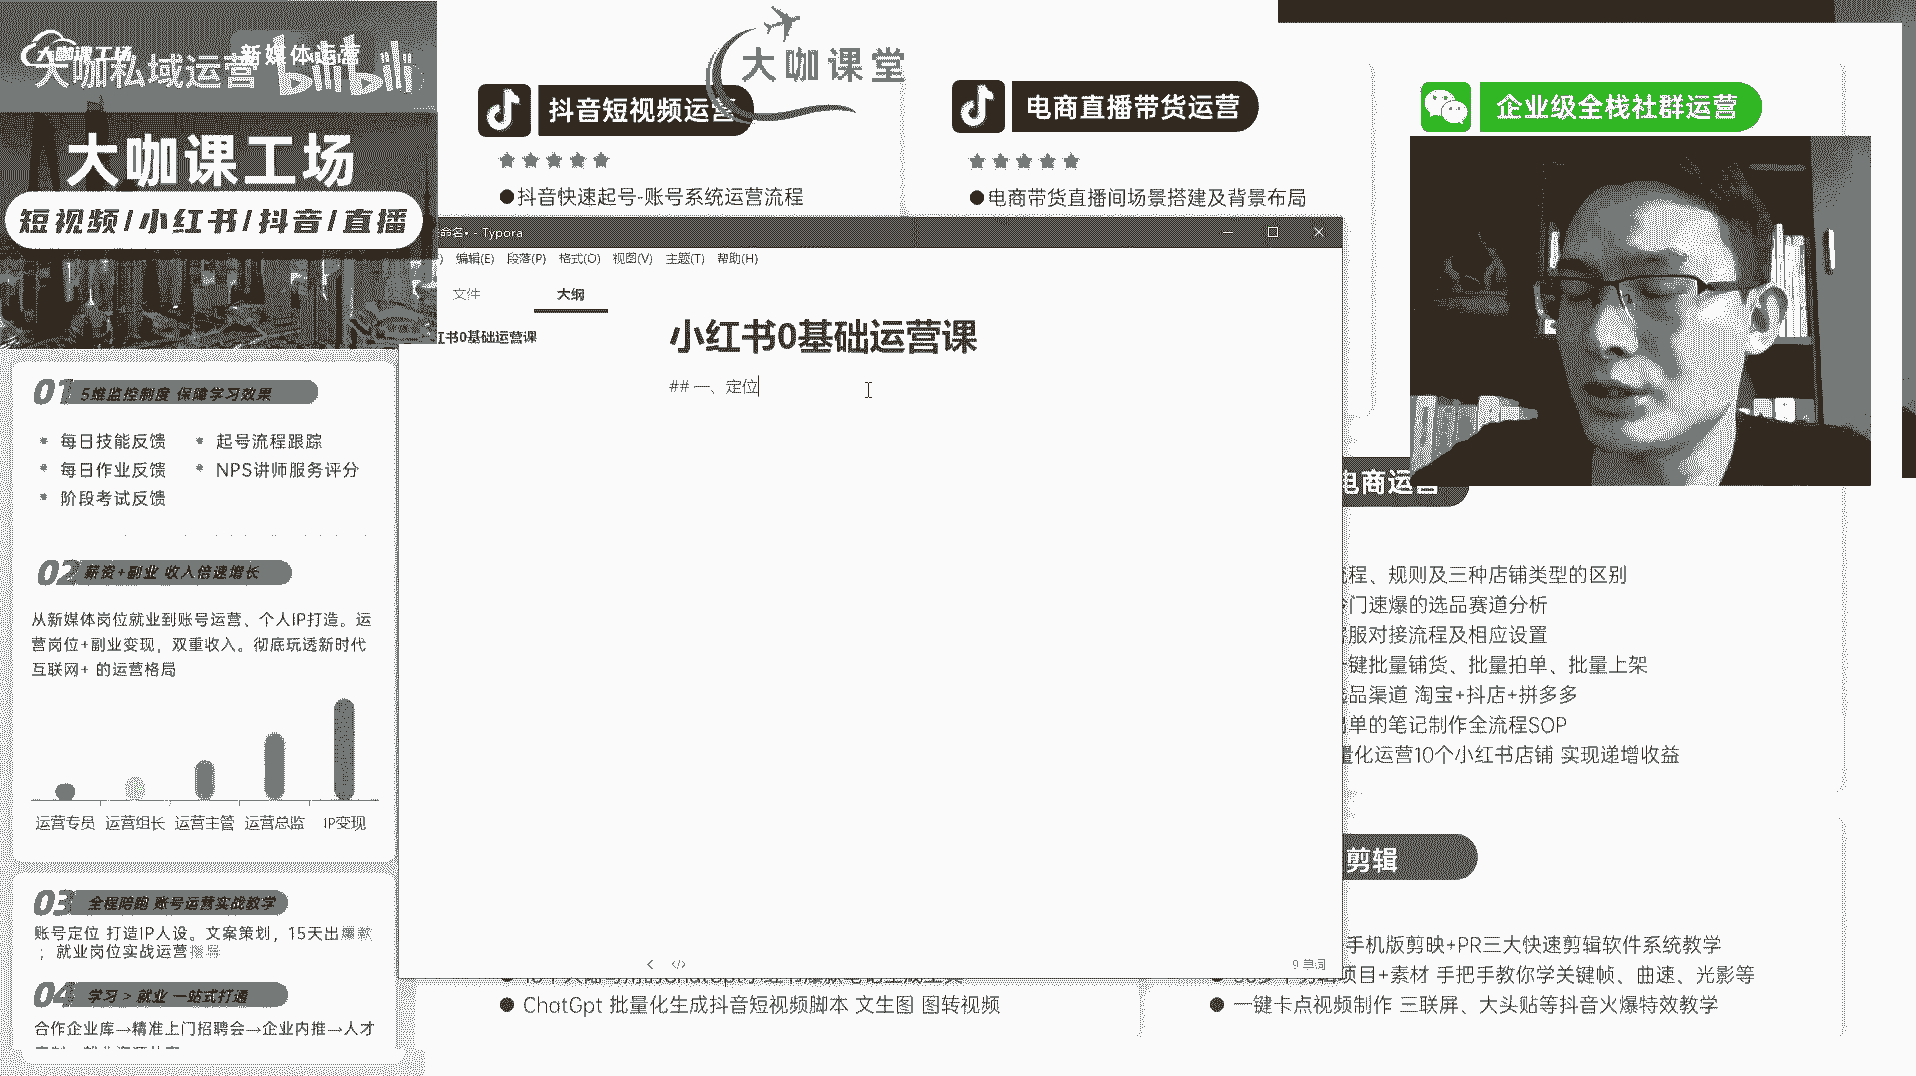 大咖课工场
新媒体运营
大咖私域运营
bilibili
大咖课工场
短视频/小红书/抖音/直播
01 5维监控制度 保障学习效果
每日技能反馈
起号流程跟踪
每日作业反馈
NPS讲师服务评分
阶段考试反馈
02 薪资+副业 收入倍速增长
从新媒体岗位就业到账号运营、个人IP打造。运
营岗位+副业变现，双重收入。彻底玩透新时代
互联网+ 的运营格局
运营专员 运营组长 运营主管 运营总监 IP变现
03 全程陪跑 账号运营实战教学
账号定位 打造IP人设。文案策划，15天出爆款
；就业岗位实战运营指导
04 学习 > 就业 一站式打通
合作企业库→精准上门招聘会→企业内推→人才
大咖课堂
抖音短视频运营
●抖音快速起号-账号系统运营流程
电商直播带货运营
●电商带货直播间场景搭建及背景布局
企业级全栈社群运营
命名• - Typora
编辑(E) 段落(P) 格式(O) 视图(V) 主题(T) 帮助(H)
文件 大纲
红书0基础运营课
小红书0基础运营课
## 一、定位
9 单词
电商运营
流程、规则及三种店铺类型的区别
门速爆的选品赛道分析
客服对接流程及相应设置
一键批量铺货、批量拍单、批量上架
选品渠道 淘宝+抖店+拼多多
出单的笔记制作全流程SOP
量化运营10个小红书店铺 实现递增收益
剪辑
手机版剪映+PR三大快速剪辑软件系统教学
项目+素材 手把手教你学关键帧、曲速、光影等
● 一键卡点视频制作 三联屏、大头贴等抖音火爆特效教学
● ChatGpt 批量化生成抖音短视频脚本 文生图 图转视频